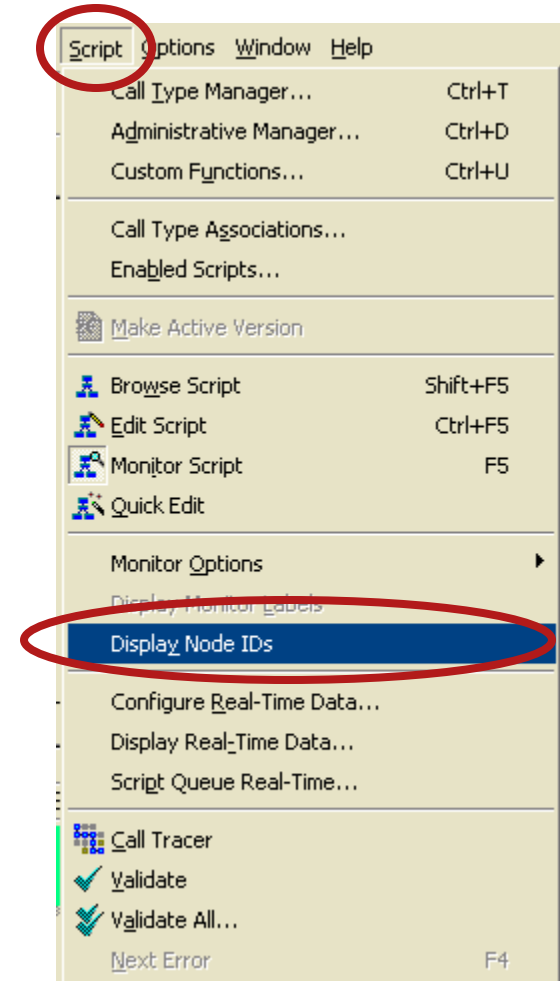 Script Options Window Help
Call Type Manager... Ctrl+T
Administrative Manager... Ctrl+D
Custom Functions... Ctrl+U
Call Type Associations...
Enabled Scripts...
Make Active Version
Browse Script Shift+F5
Edit Script Ctrl+F5
Monitor Script F5
Quick Edit
Monitor Options
Display Monitor Labels
Display Node IDs
Configure Real-Time Data...
Display Real-Time Data...
Script Queue Real-Time...
Call Tracer
Validate
Validate All...
Next Error F4